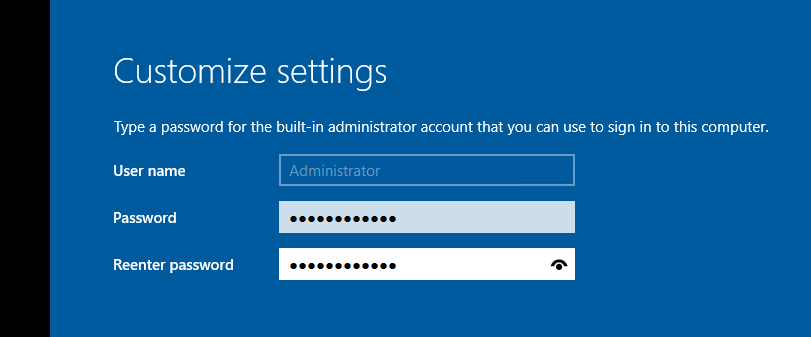 Customize settings
Type a password for the built-in administrator account that you can use to sign in to this computer.
User name
Administrator
Password
••••••••••••
Reenter password
••••••••••••